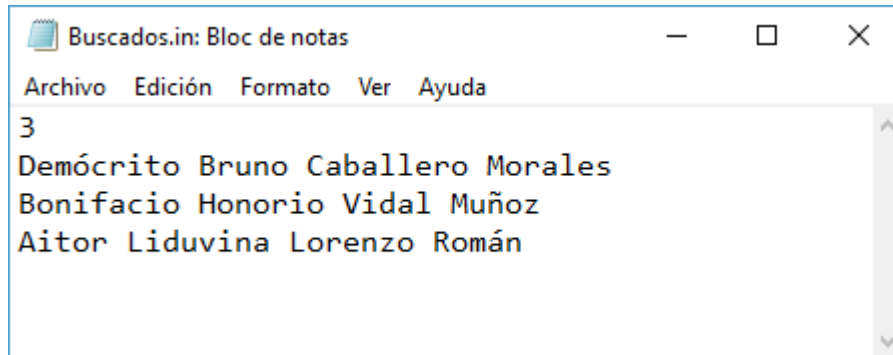 Buscados.in: Bloc de notas
Archivo Edición Formato Ver Ayuda
3
Demócrito Bruno Caballero Morales
Bonifacio Honorio Vidal Muñoz
Aitor Liduvina Lorenzo Román